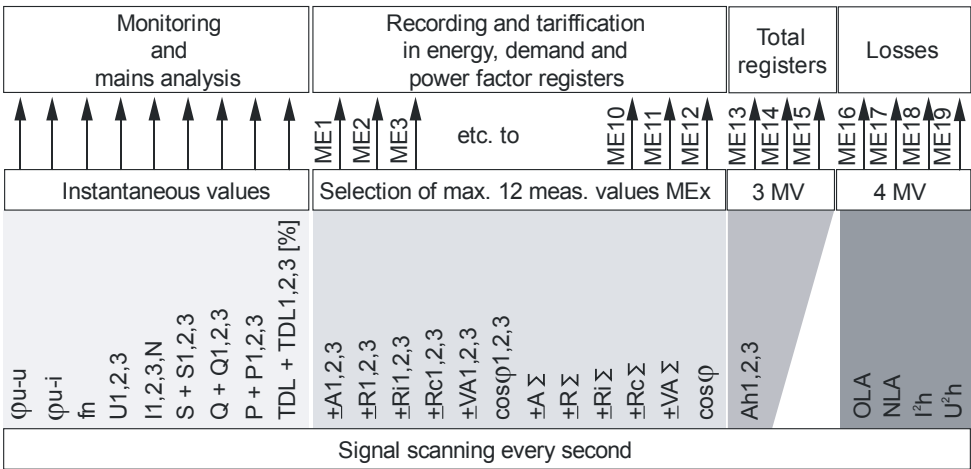 Monitoring
and
mains analysis
Recording and tariffication
in energy, demand and
power factor registers
Total
registers
Losses
ME1
ME2
ME3
etc. to
ME10
ME11
ME12
ME13
ME14
ME15
ME16
ME17
ME18
ME19
Instantaneous values
Selection of max. 12 meas. values MEx
3 MV
4 MV
φu-u
φu-i
fn
U1,2,3
I1,2,3,N
S + S1,2,3
Q + Q1,2,3
P + P1,2,3
TDL + TDL1,2,3 [%]
±A1,2,3
±R1,2,3
±Ri1,2,3
±Rc1,2,3
±VA1,2,3
cosφ1,2,3
±A Σ
±R Σ
±Ri Σ
±Rc Σ
±VA Σ
cosφ
Ah1,2,3
OLA
NLA
I²h
U²h
Signal scanning every second